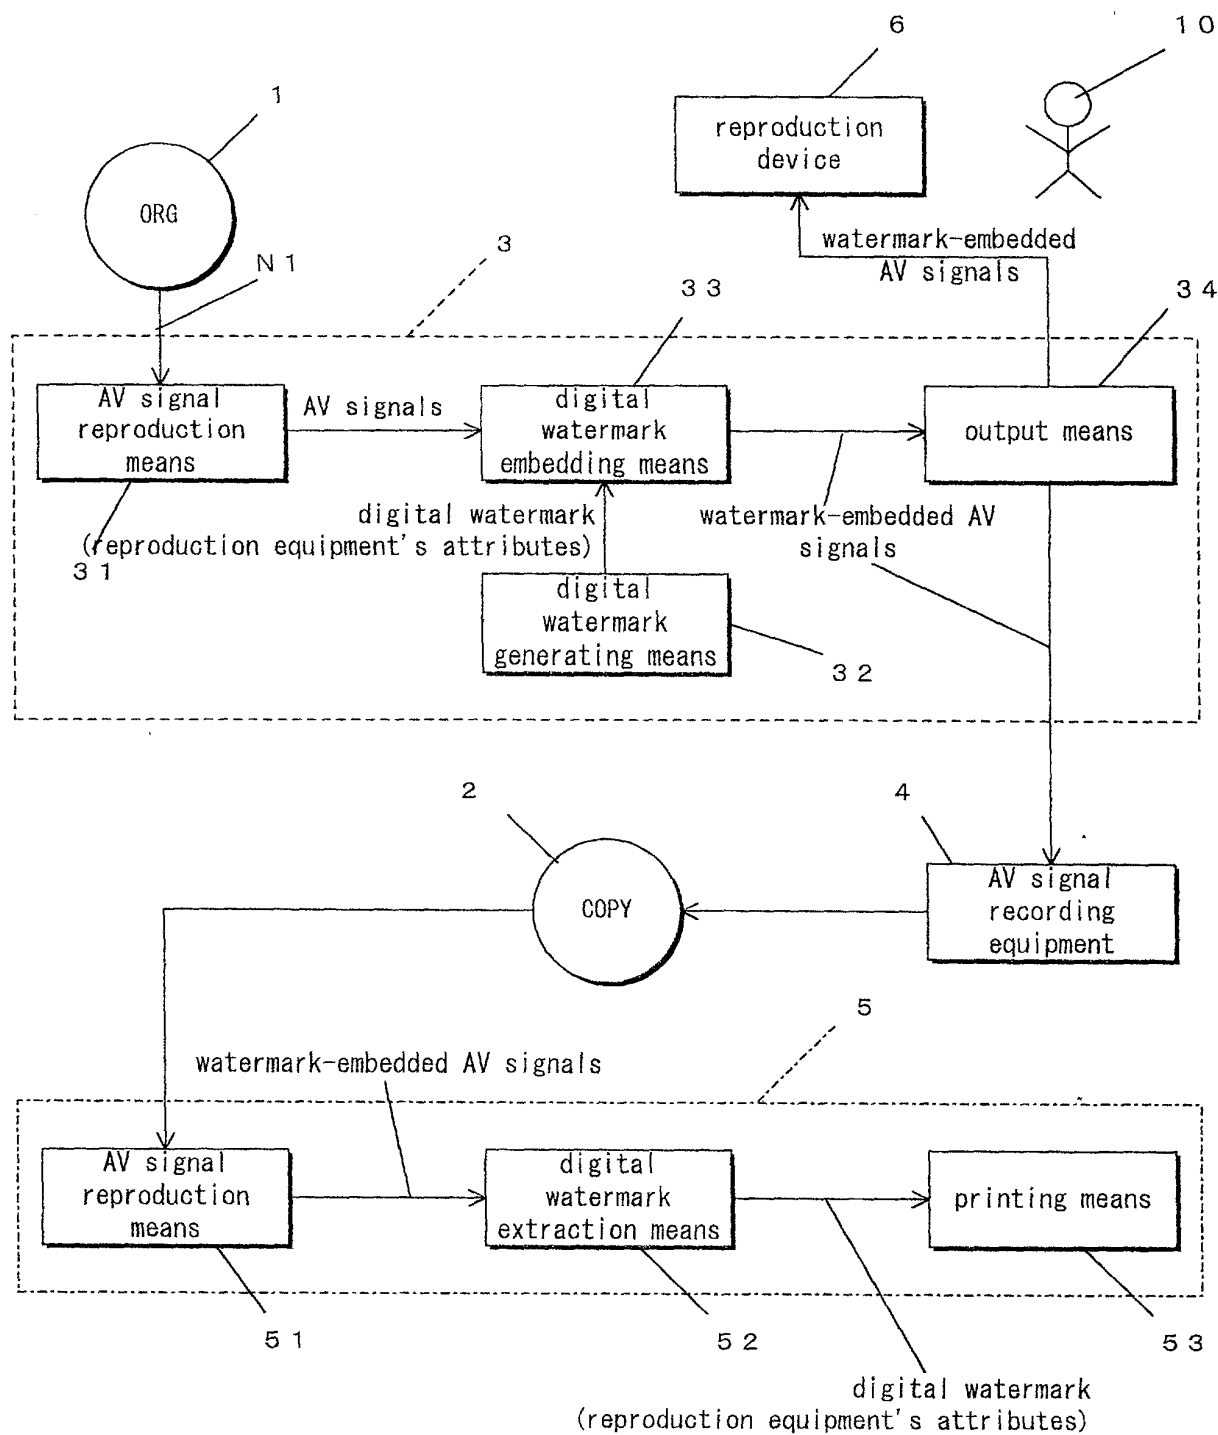 6
10
1
reproduction
device
ORG
watermark-embedded
AV signals
N1
3
33
34
AV signal
reproduction
means
AV signals
digital
watermark
embedding means
output means
digital watermark
(reproduction equipment's attributes)
watermark-embedded AV
signals
31
digital
watermark
generating means
32
2
4
COPY
AV signal
recording
equipment
5
watermark-embedded AV signals
AV signal
reproduction
means
digital
watermark
extraction means
printing means
51
52
53
digital watermark
(reproduction equipment's attributes)